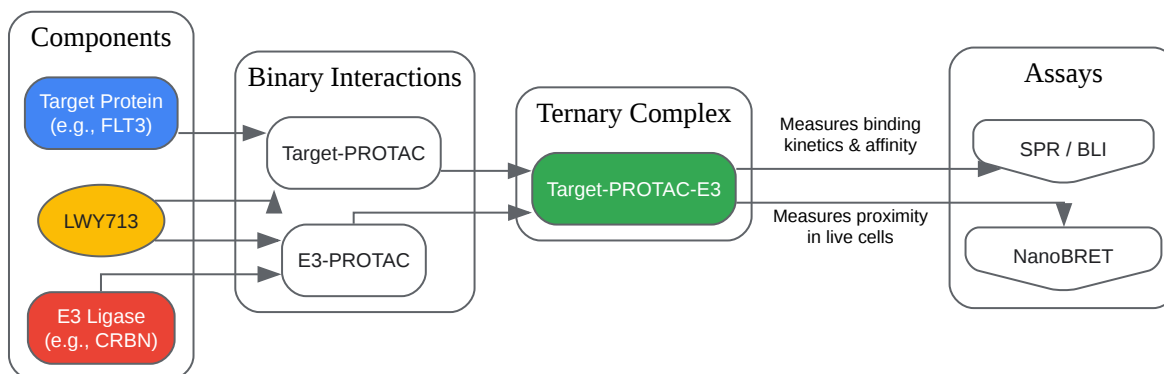 Components
Target Protein
(e.g., FLT3)
LWY713
E3 Ligase
(e.g., CRBN)
Binary Interactions
Target-PROTAC
E3-PROTAC
Ternary Complex
Target-PROTAC-E3
Measures binding
kinetics & affinity
Measures proximity
in live cells
Assays
SPR / BLI
NanoBRET